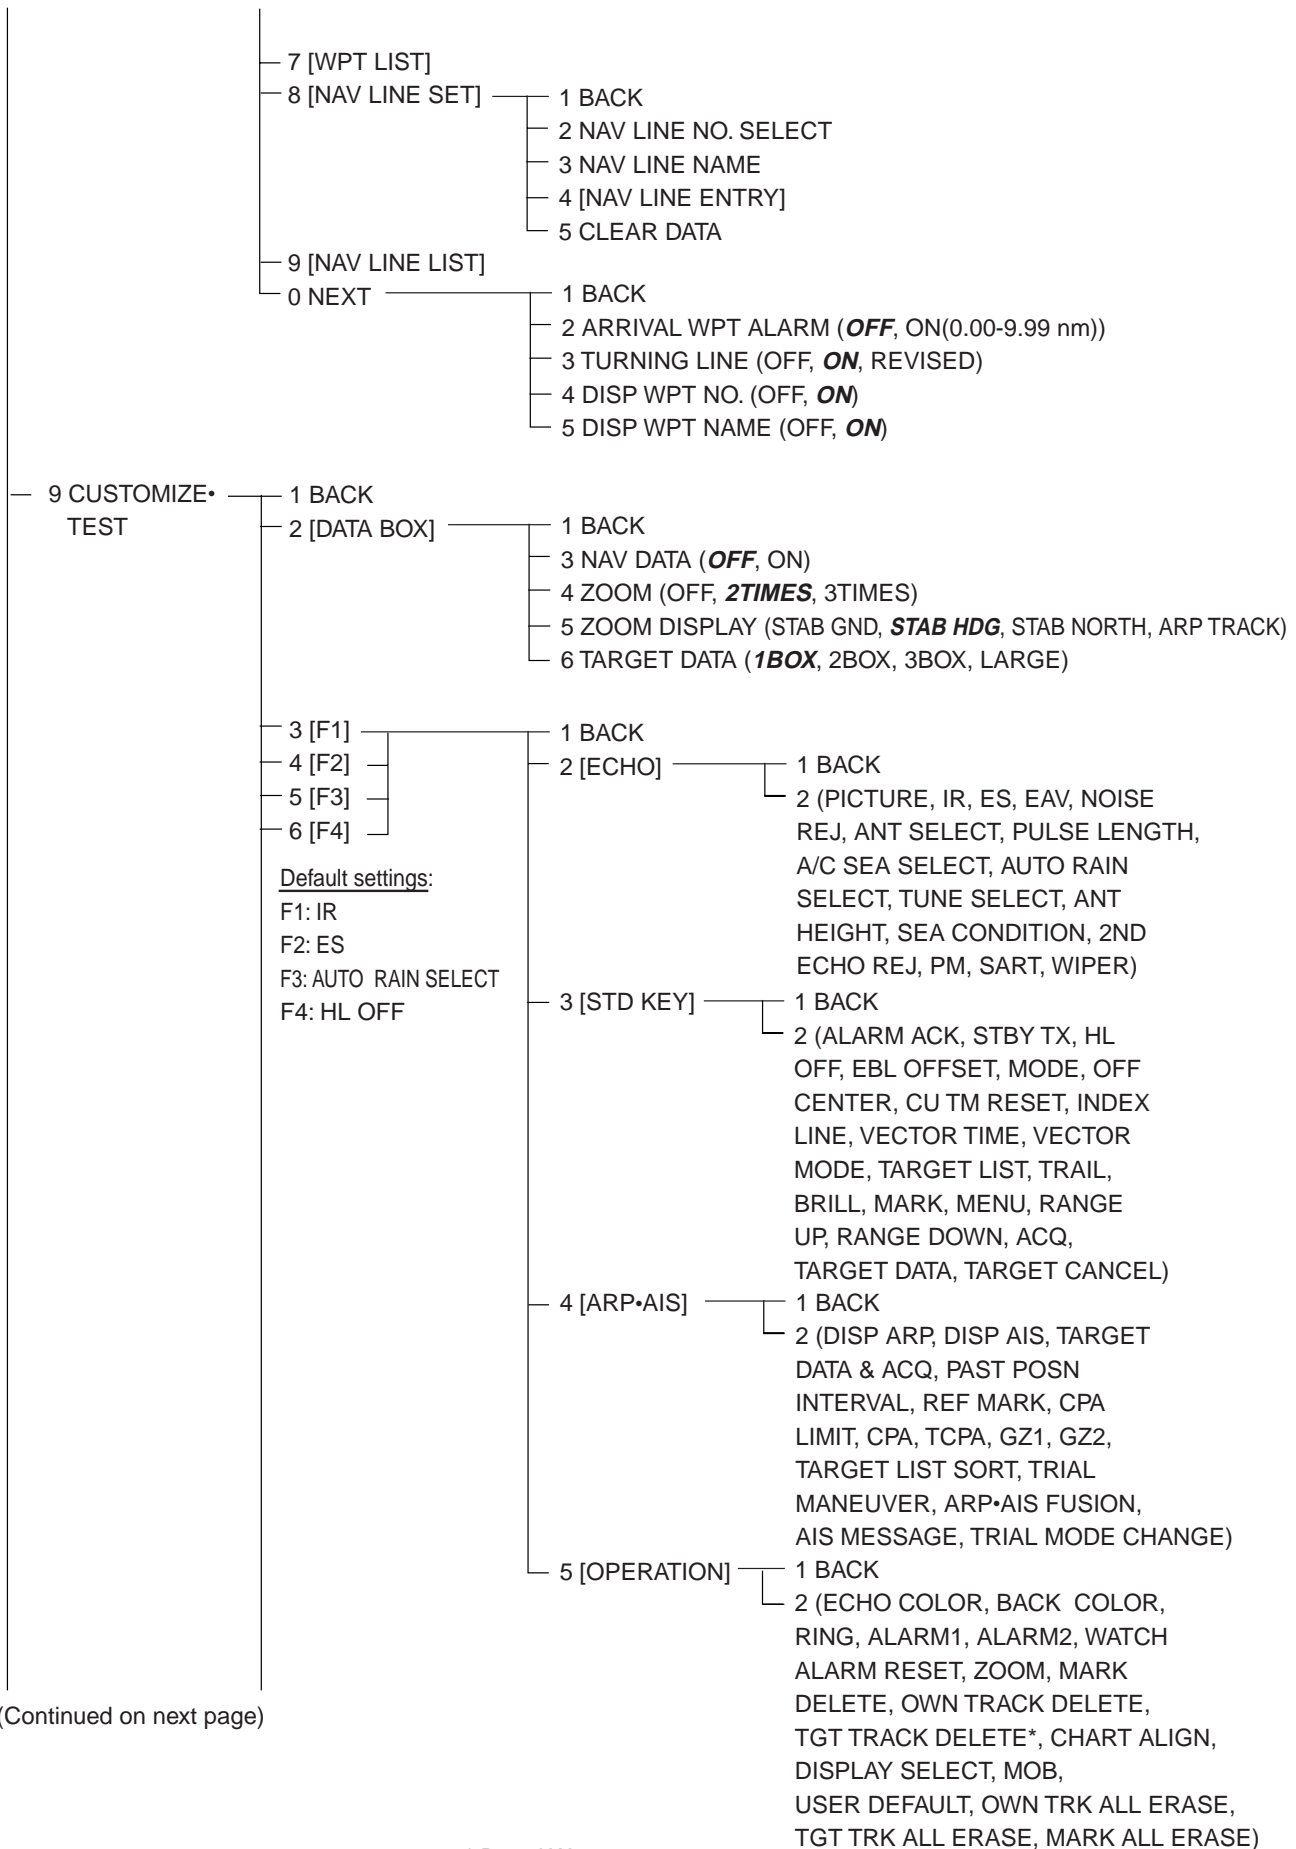 7 [WPT LIST]
8 [NAV LINE SET]
1 BACK
2 NAV LINE NO. SELECT
3 NAV LINE NAME
4 [NAV LINE ENTRY]
5 CLEAR DATA
9 [NAV LINE LIST]
0 NEXT
1 BACK
2 ARRIVAL WPT ALARM (OFF, ON(0.00-9.99 nm))
3 TURNING LINE (OFF, ON, REVISED)
4 DISP WPT NO. (OFF, ON)
5 DISP WPT NAME (OFF, ON)
9 CUSTOMIZE•
TEST
1 BACK
2 [DATA BOX]
1 BACK
3 NAV DATA (OFF, ON)
4 ZOOM (OFF, 2TIMES, 3TIMES)
5 ZOOM DISPLAY (STAB GND, STAB HDG, STAB NORTH, ARP TRACK)
6 TARGET DATA (1BOX, 2BOX, 3BOX, LARGE)
3 [F1]
4 [F2]
5 [F3]
6 [F4]
Default settings:
F1: IR
F2: ES
F3: AUTO RAIN SELECT
F4: HL OFF
1 BACK
2 [ECHO]
1 BACK
2 (PICTURE, IR, ES, EAV, NOISE
REJ, ANT SELECT, PULSE LENGTH,
A/C SEA SELECT, AUTO RAIN
SELECT, TUNE SELECT, ANT
HEIGHT, SEA CONDITION, 2ND
ECHO REJ, PM, SART, WIPER)
3 [STD KEY]
1 BACK
2 (ALARM ACK, STBY TX, HL
OFF, EBL OFFSET, MODE, OFF
CENTER, CU TM RESET, INDEX
LINE, VECTOR TIME, VECTOR
MODE, TARGET LIST, TRAIL,
BRILL, MARK, MENU, RANGE
UP, RANGE DOWN, ACQ,
TARGET DATA, TARGET CANCEL)
4 [ARP•AIS]
1 BACK
2 (DISP ARP, DISP AIS, TARGET
DATA & ACQ, PAST POSN
INTERVAL, REF MARK, CPA
LIMIT, CPA, TCPA, GZ1, GZ2,
TARGET LIST SORT, TRIAL
MANEUVER, ARP•AIS FUSION,
AIS MESSAGE, TRIAL MODE CHANGE)
5 [OPERATION]
1 BACK
2 (ECHO COLOR, BACK COLOR,
RING, ALARM1, ALARM2, WATCH
ALARM RESET, ZOOM, MARK
DELETE, OWN TRACK DELETE,
TGT TRACK DELETE*, CHART ALIGN,
DISPLAY SELECT, MOB,
USER DEFAULT, OWN TRK ALL ERASE,
TGT TRK ALL ERASE, MARK ALL ERASE)
(Continued on next page)